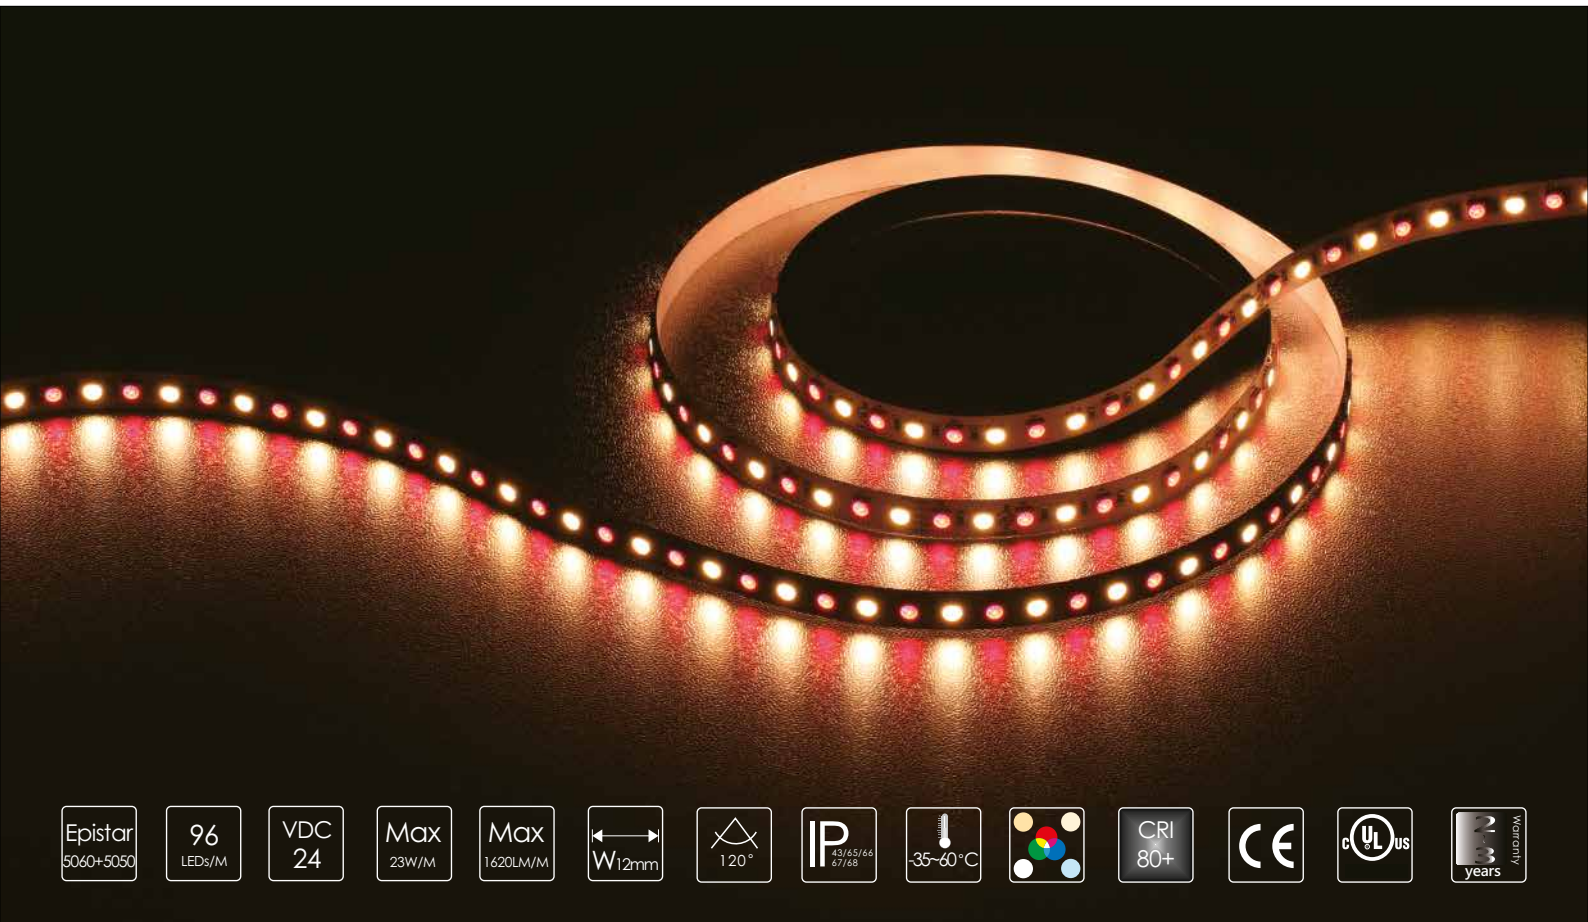 Epistar
5060+5050
96
LEDs/M
VDC
24
Max
23W/M
Max
1620LM/M
W12mm
120°
IP
43/65/66
67/68
-35~60°C
CRI
80+
CE
c UL us
2-3
years
Warranty